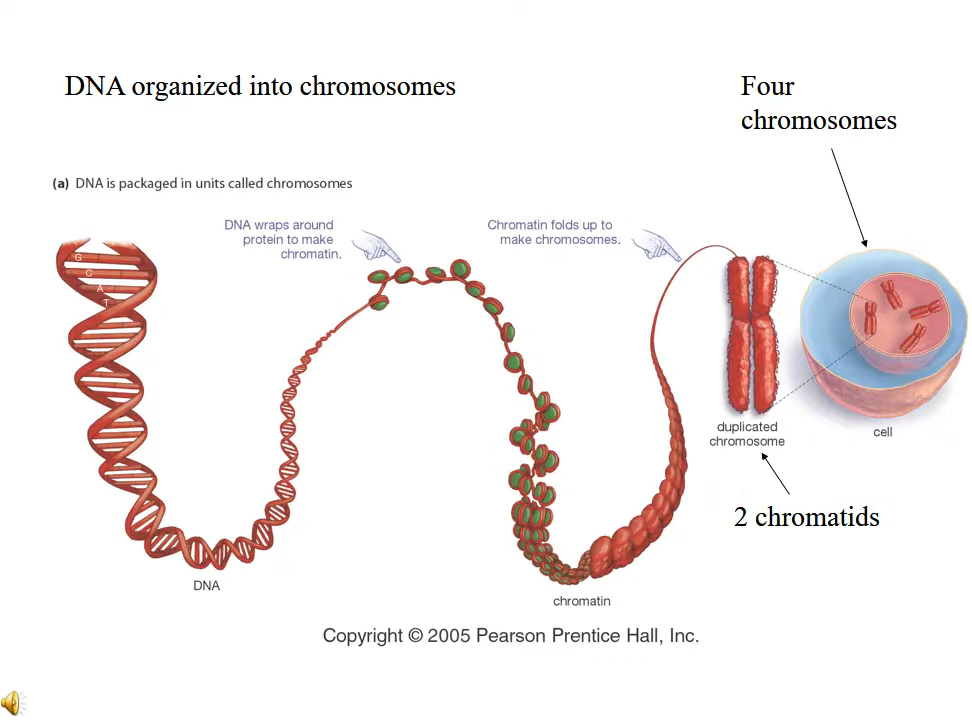 DNA organized into chromosomes
Four
chromosomes
(a) DNA is packaged in units called chromosomes
DNA wraps around
protein to make
chromatin.
Chromatin folds up to
make chromosomes.
G
C
A
T
duplicated
chromosome
cell
2 chromatids
DNA
chromatin
Copyright © 2005 Pearson Prentice Hall, Inc.